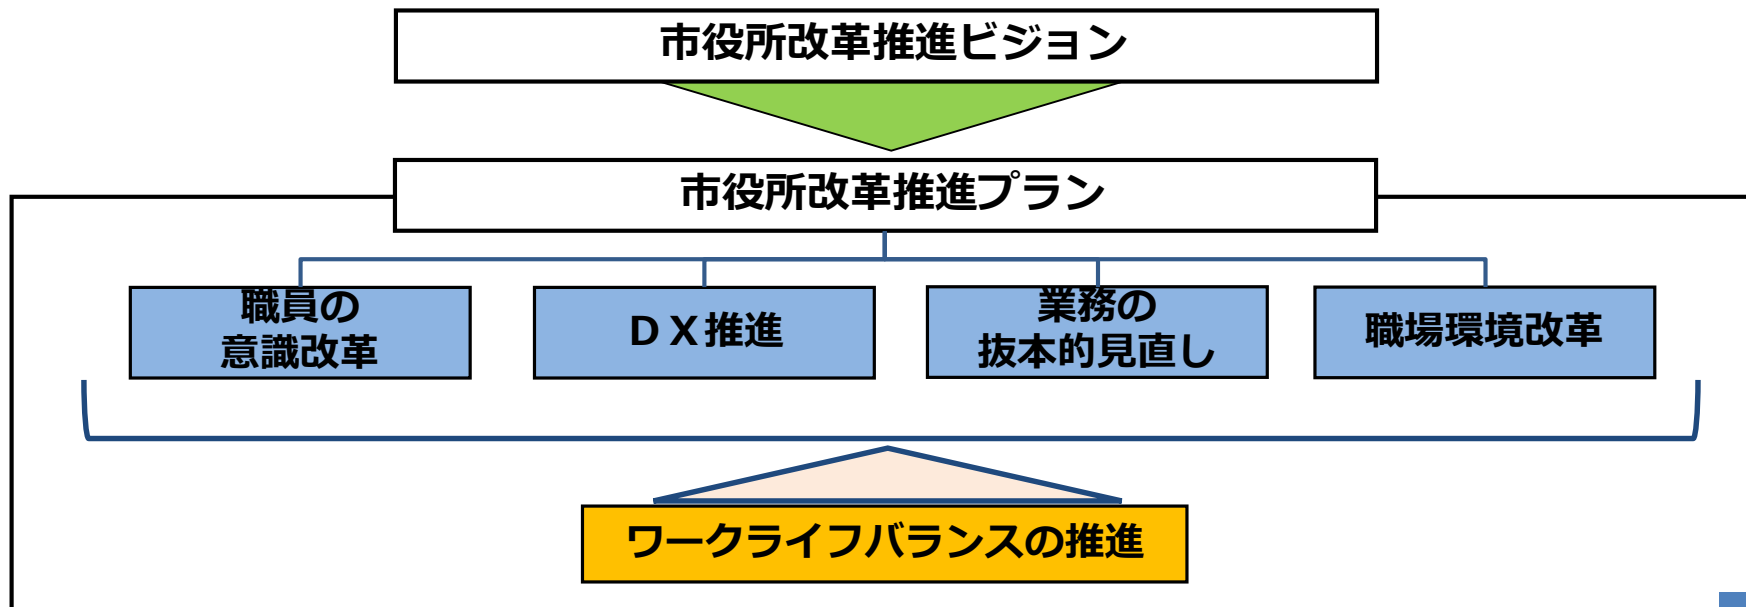 市役所改革推進ビジョン
市役所改革推進プラン
職員の
意識改革
ＤＸ推進
業務の
抜本的見直し
職場環境改革
ワークライフバランスの推進